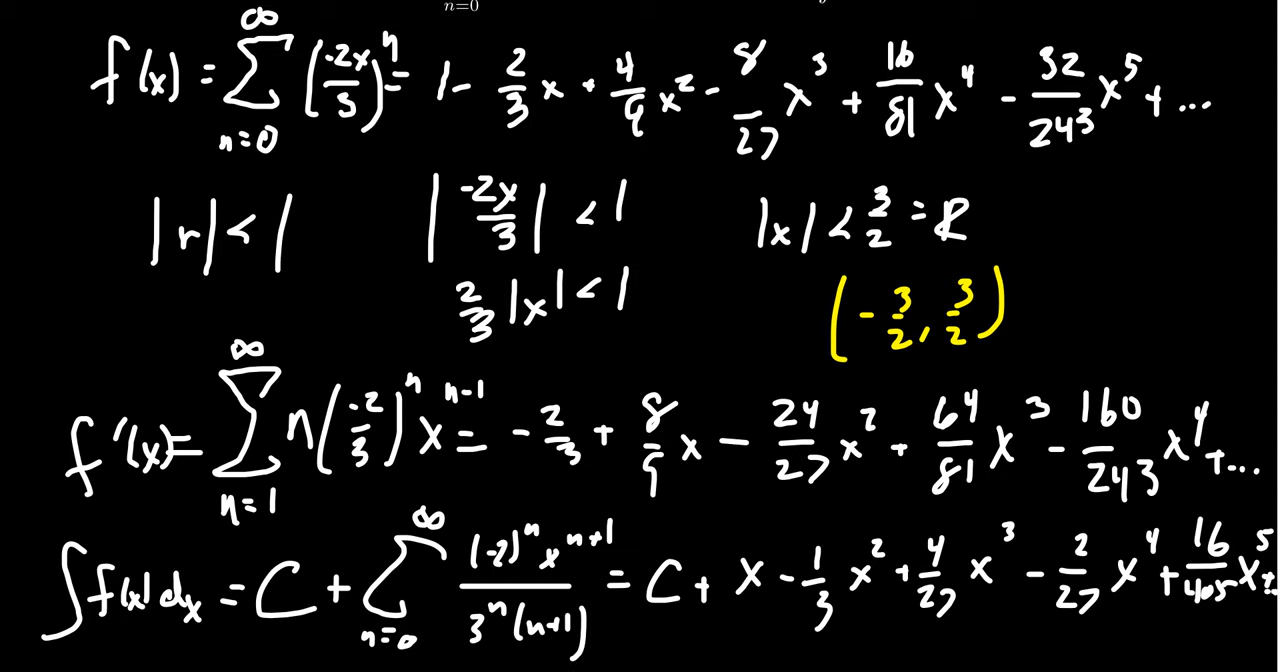 n=0
f(x) = ∑_{n=0}^{∞} (-2x/3)^n = 1 - 2/3 x + 4/9 x^2 - 8/27 x^3 + 16/81 x^4 - 32/243 x^5 + ...
|r| < 1 |-2x/3| < 1 |x| < 3/2 = R
2/3 |x| < 1 (-3/2, 3/2)
f'(x) = ∑_{n=1}^{∞} n(-2/3)^n x^{n-1} = -2/3 + 8/9 x - 24/27 x^2 + 64/81 x^3 - 160/243 x^4 + ...
∫f(x) dx = C + ∑_{n=0}^{∞} (-2)^n x^{n+1} / 3^n (n+1) = C + x - 1/3 x^2 + 4/27 x^3 - 2/27 x^4 + 16/405 x^5 + ...